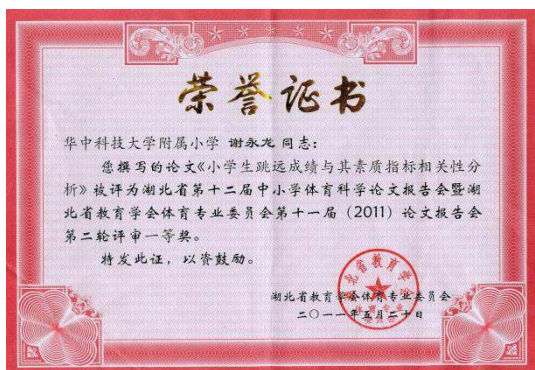 荣誉证书
华中科技大学附属小学 谢永龙 同志：
您撰写的论文《小学生跳远成绩与其素质指标相关性分
析》被评为湖北省第十二届中小学体育科学论文报告会暨湖
北省教育学会体育专业委员会第十一届（2011）论文报告会
第二轮评审一等奖。
特发此证，以资鼓励。
湖北省教育学会体育专业委员会
二〇一一年五月二十日